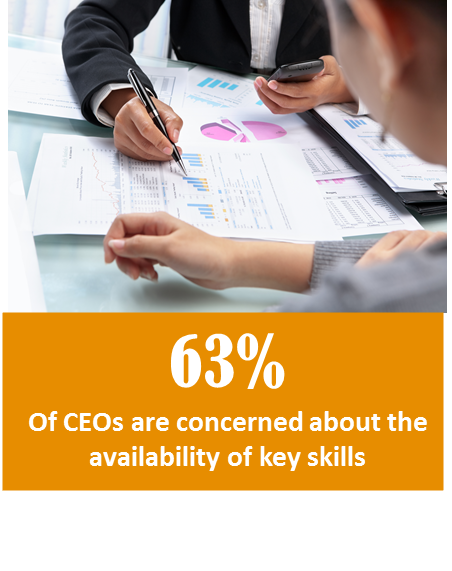 63%
Of CEOs are concerned about the
availability of key skills